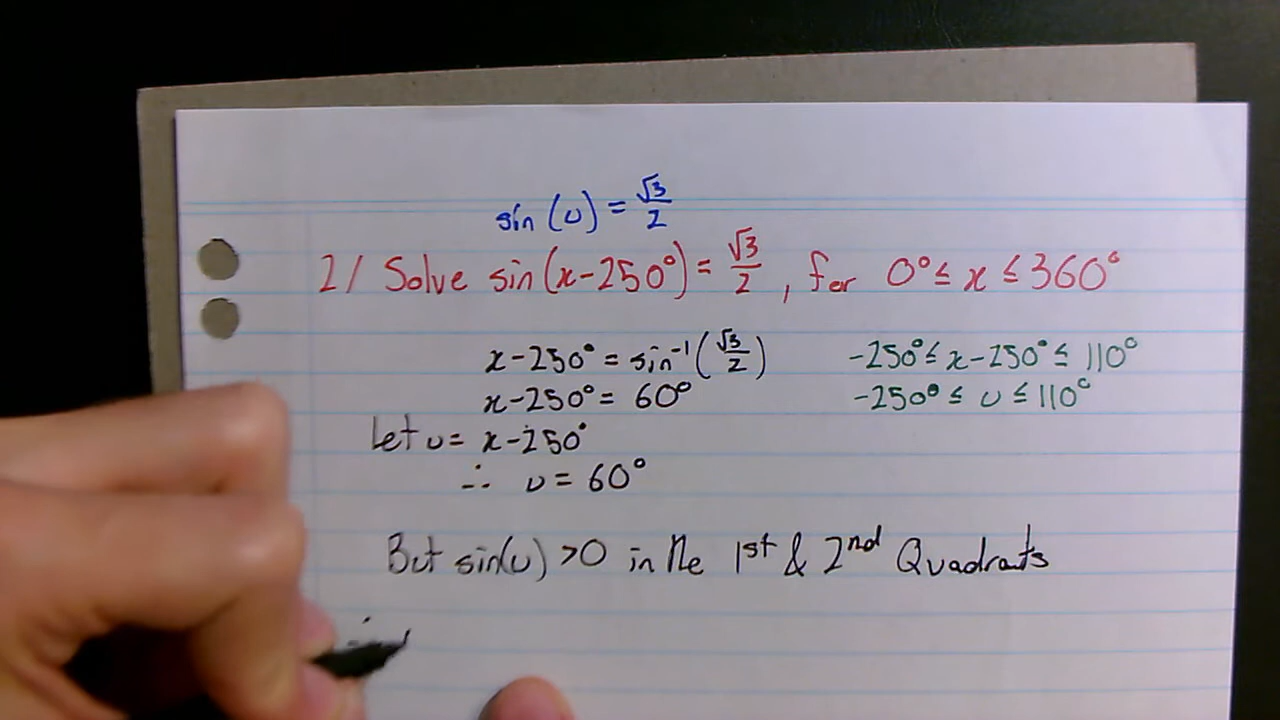 sin (u) = √3/2
2/ Solve sin(x-250°) = √3/2, for 0° ≤ x ≤ 360°
x-250° = sin⁻¹(√3/2) -250° ≤ x-250° ≤ 110°
x-250° = 60° -250° ≤ u ≤ 110°
Let u = x-250°
∴ u = 60°
But sin(u) >0 in the 1st & 2nd Quadrants
∴